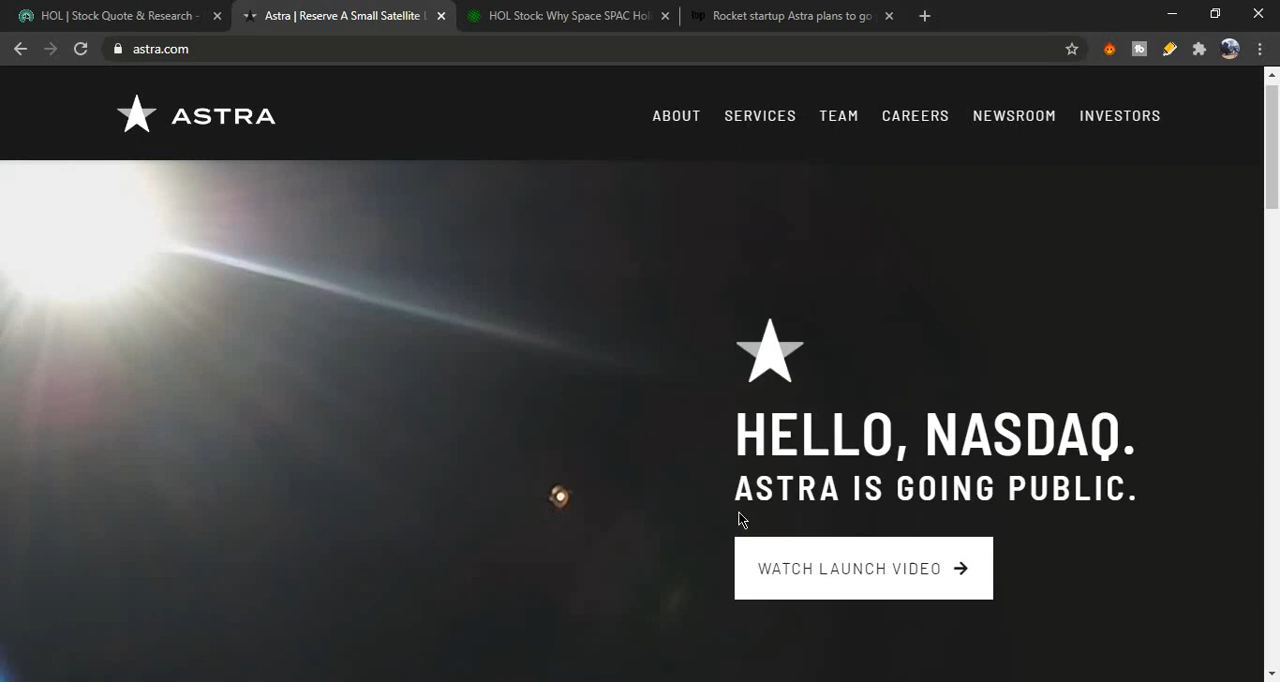 HOL | Stock Quote & Research -
Astra | Reserve A Small Satellite
HOL Stock: Why Space SPAC Hol
Rocket startup Astra plans to go
astra.com
ASTRA
ABOUT SERVICES TEAM CAREERS NEWSROOM INVESTORS
HELLO, NASDAQ.
ASTRA IS GOING PUBLIC.
WATCH LAUNCH VIDEO